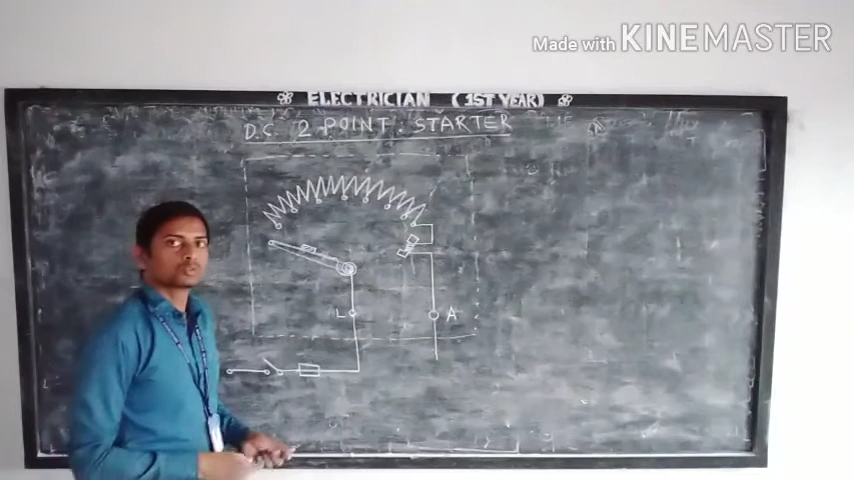 Made with KINEMASTER
ELECTRICIAN (1ST YEAR)
D.C. 2 POINT STARTER
L
A